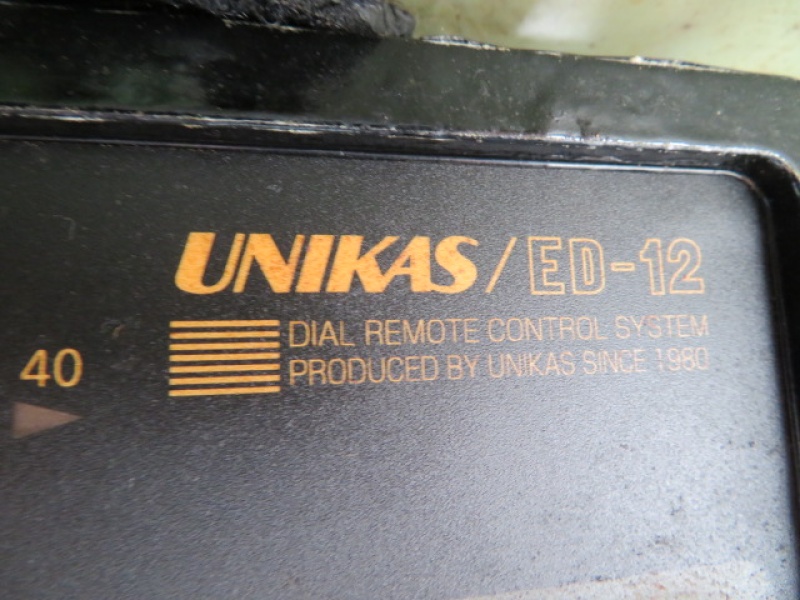 UNIKAS / ED-12
DIAL REMOTE CONTROL SYSTEM
PRODUCED BY UNIKAS SINCE 1980
40